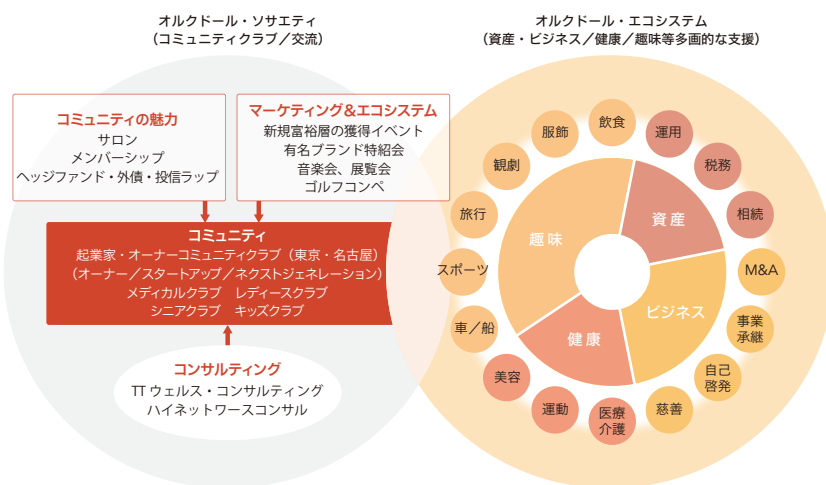 オルクドール・ソサエティ
（コミュニティクラブ／交流）
オルクドール・エコシステム
（資産・ビジネス／健康／趣味等多画的な支援）
コミュニティの魅力
サロン
メンバーシップ
ヘッジファンド・外債・投信ラップ
マーケティング＆エコシステム
新規富裕層の獲得イベント
有名ブランド特紹会
音楽会、展覧会
ゴルフコンペ
コミュニティ
起業家・オーナーコミュニティクラブ（東京・名古屋）
（オーナー／スタートアップ／ネクストジェネレーション）
メディカルクラブ　レディースクラブ
シニアクラブ　キッズクラブ
コンサルティング
TT ウェルス・コンサルティング
ハイネットワースコンサル
飲食
運用
税務
相続
M&A
事業
承継
自己
啓発
慈善
医療
介護
運動
美容
車／船
スポーツ
旅行
観劇
服飾
趣味
資産
ビジネス
健康